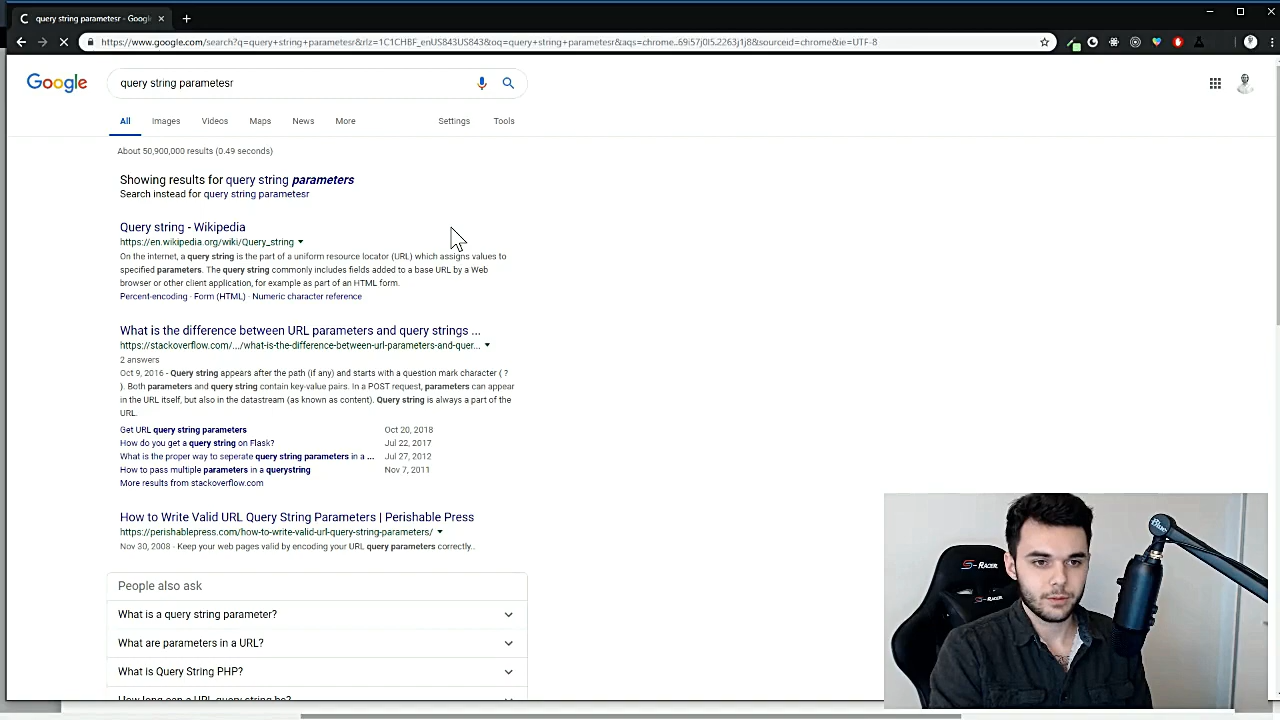 query string parametesr - Googl
https://www.google.com/search?q=query+string+parametesr&rlz=1C1CHBF_enUS843US843&oq=query+string+parametesr&aqs=chrome..69i57j0l5.2263j1j8&sourceid=chrome&ie=UTF-8
Google
query string parametesr
All Images Videos Maps News More Settings Tools
About 50,900,000 results (0.49 seconds)
Showing results for query string parameters
Search instead for query string parametesr
Query string - Wikipedia
https://en.wikipedia.org/wiki/Query_string
On the internet, a query string is the part of a uniform resource locator (URL) which assigns values to
specified parameters. The query string commonly includes fields added to a base URL by a Web
browser or other client application, for example as part of an HTML form.
Percent-encoding · Form (HTML) · Numeric character reference
What is the difference between URL parameters and query strings ...
https://stackoverflow.com/.../what-is-the-difference-between-url-parameters-and-quer...
2 answers
Oct 9, 2016 - Query string appears after the path (if any) and starts with a question mark character ( ?
). Both parameters and query string contain key-value pairs. In a POST request, parameters can appear
in the URL itself, but also in the datastream (as known as content). Query string is always a part of the
URL.
Get URL query string parameters Oct 20, 2018
How do you get a query string on Flask? Jul 22, 2017
What is the proper way to seperate query string parameters in a ... Jul 27, 2012
How to pass multiple parameters in a querystring Nov 7, 2011
More results from stackoverflow.com
How to Write Valid URL Query String Parameters | Perishable Press
https://perishablepress.com/how-to-write-valid-url-query-string-parameters/
Nov 30, 2008 - Keep your web pages valid by encoding your URL query parameters correctly..
People also ask
What is a query string parameter?
What are parameters in a URL?
What is Query String PHP?
How long can a URL query string be?
S-RACER
S-RACER
Blue